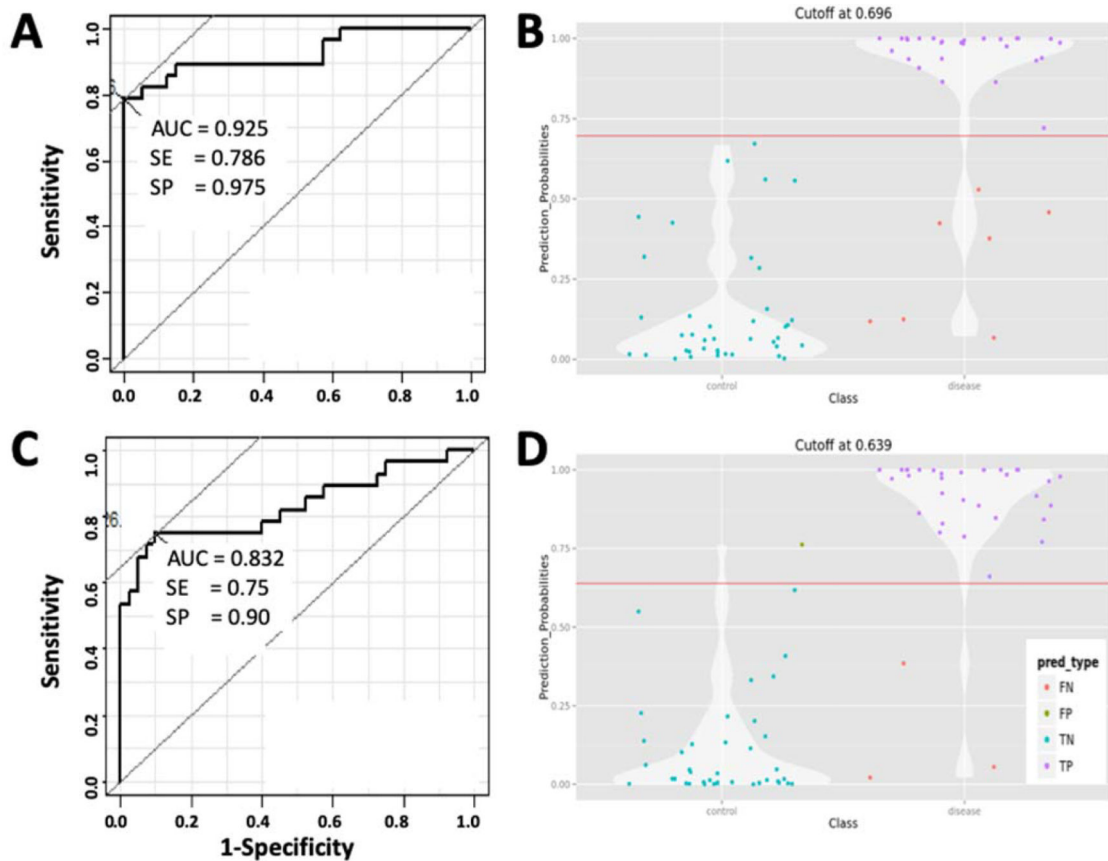 A
Sensitivity
1.0
0.8
0.6
0.4
0.2
0.0
AUC = 0.925
SE = 0.786
SP = 0.975
0.0 0.2 0.4 0.6 0.8 1.0
B
Cutoff at 0.696
Prediction_Probabilities
1.00
0.75
0.50
0.25
0.00
control disease
Class
C
Sensitivity
1.0
0.8
0.6
0.4
0.2
0.0
AUC = 0.832
SE = 0.75
SP = 0.90
0.0 0.2 0.4 0.6 0.8 1.0
1-Specificity
D
Cutoff at 0.639
Prediction_Probabilities
1.00
0.75
0.50
0.25
0.00
control disease
Class
pred_type
FN
FP
TN
TP